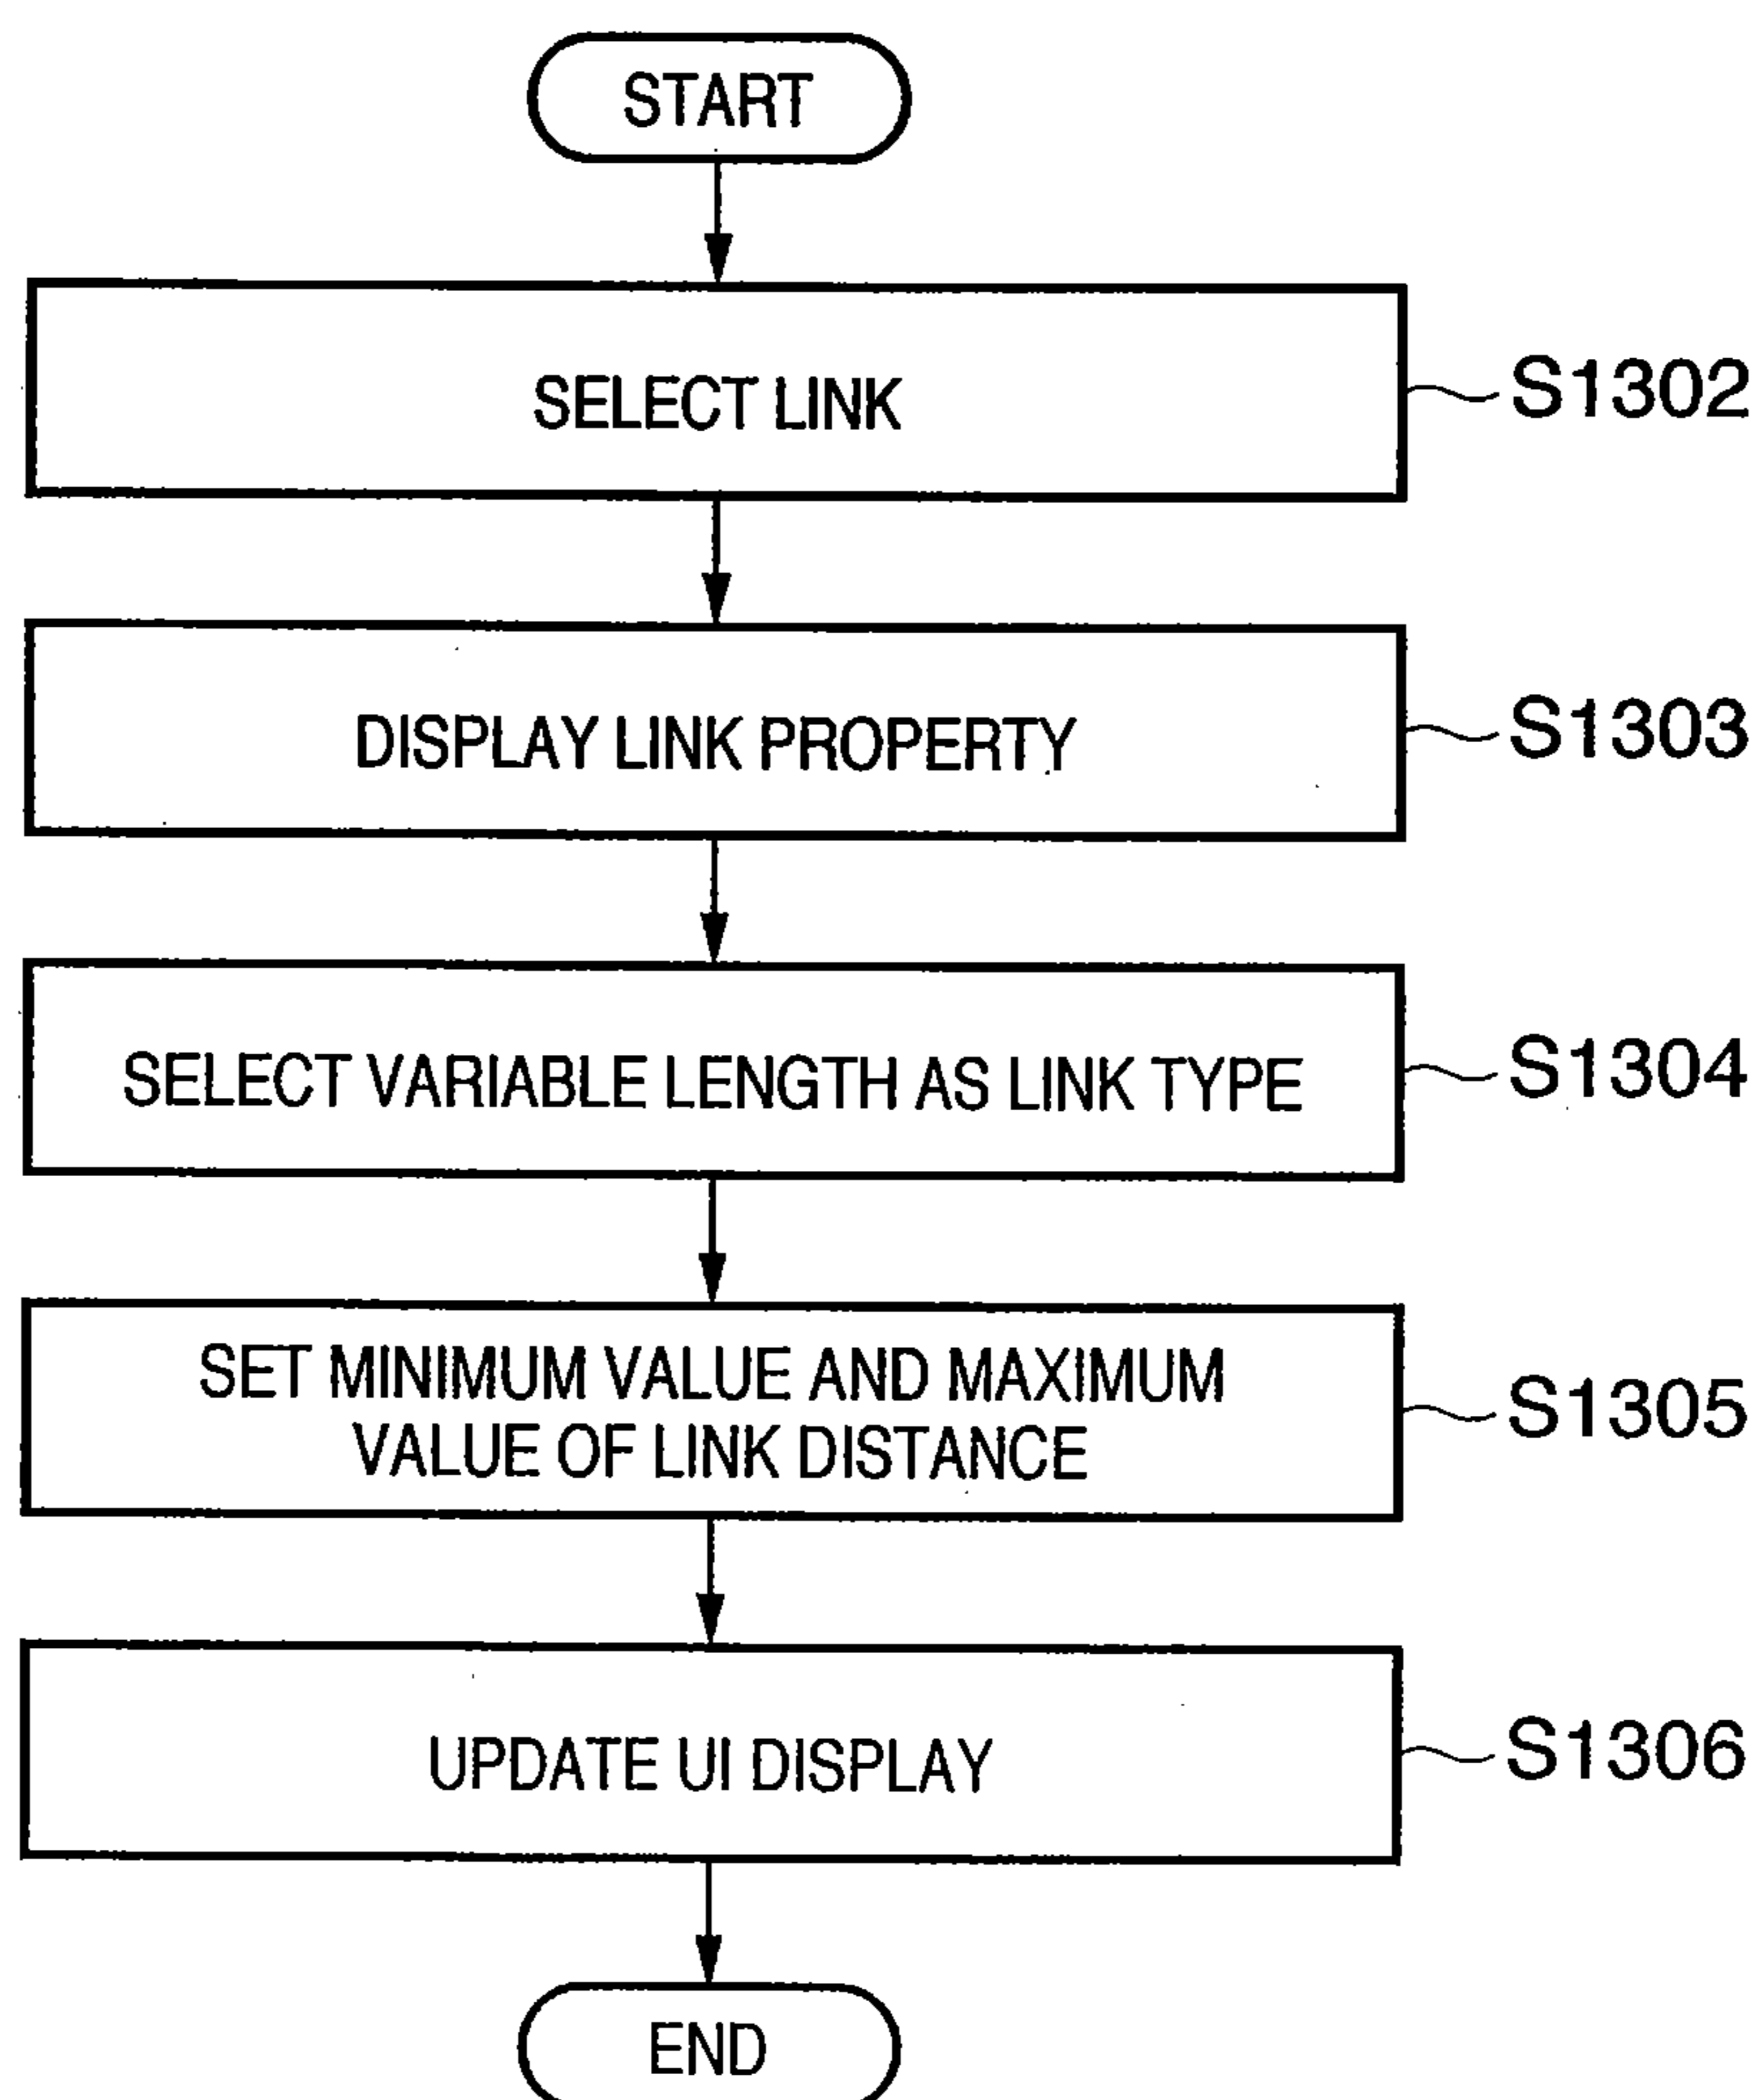 START
SELECT LINK
S1302
DISPLAY LINK PROPERTY
S1303
SELECT VARIABLE LENGTH AS LINK TYPE
S1304
SET MINIMUM VALUE AND MAXIMUM
VALUE OF LINK DISTANCE
S1305
UPDATE UI DISPLAY
S1306
END